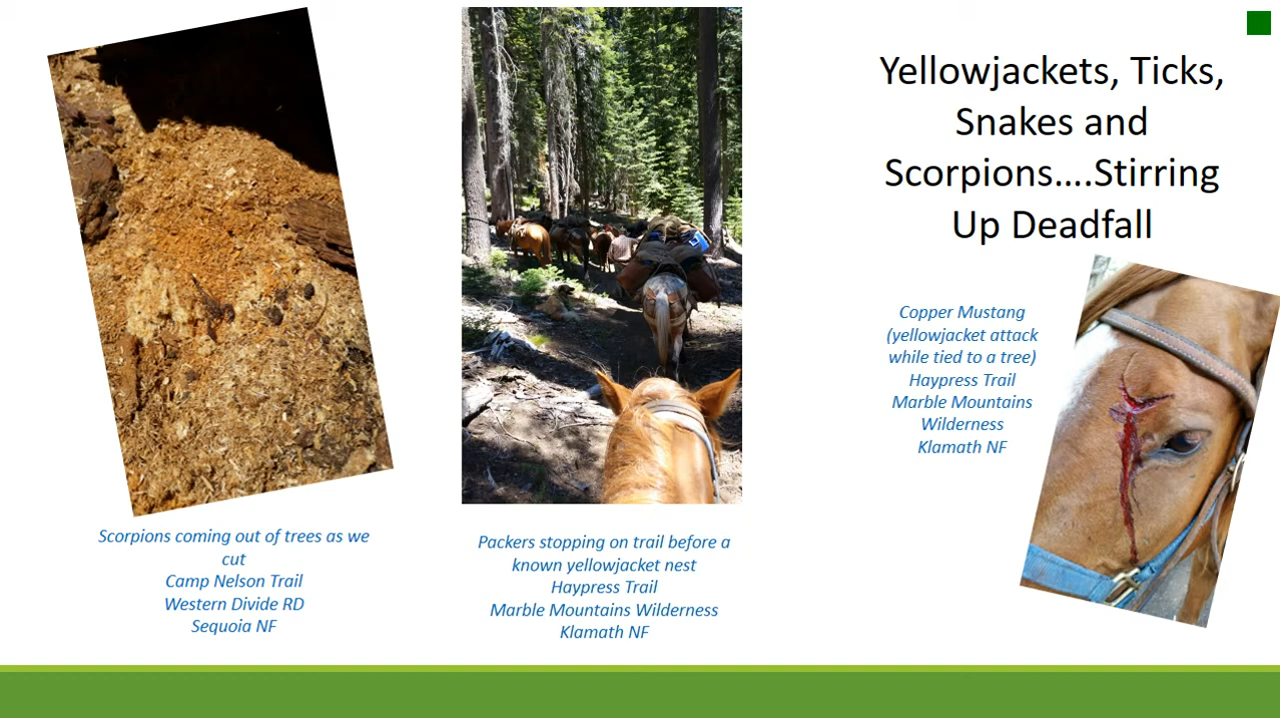 Yellowjackets, Ticks,
Snakes and
Scorpions....Stirring
Up Deadfall
Copper Mustang
(yellowjacket attack
while tied to a tree)
Haypress Trail
Marble Mountains
Wilderness
Klamath NF
Scorpions coming out of trees as we
cut
Camp Nelson Trail
Western Divide RD
Sequoia NF
Packers stopping on trail before a
known yellowjacket nest
Haypress Trail
Marble Mountains Wilderness
Klamath NF